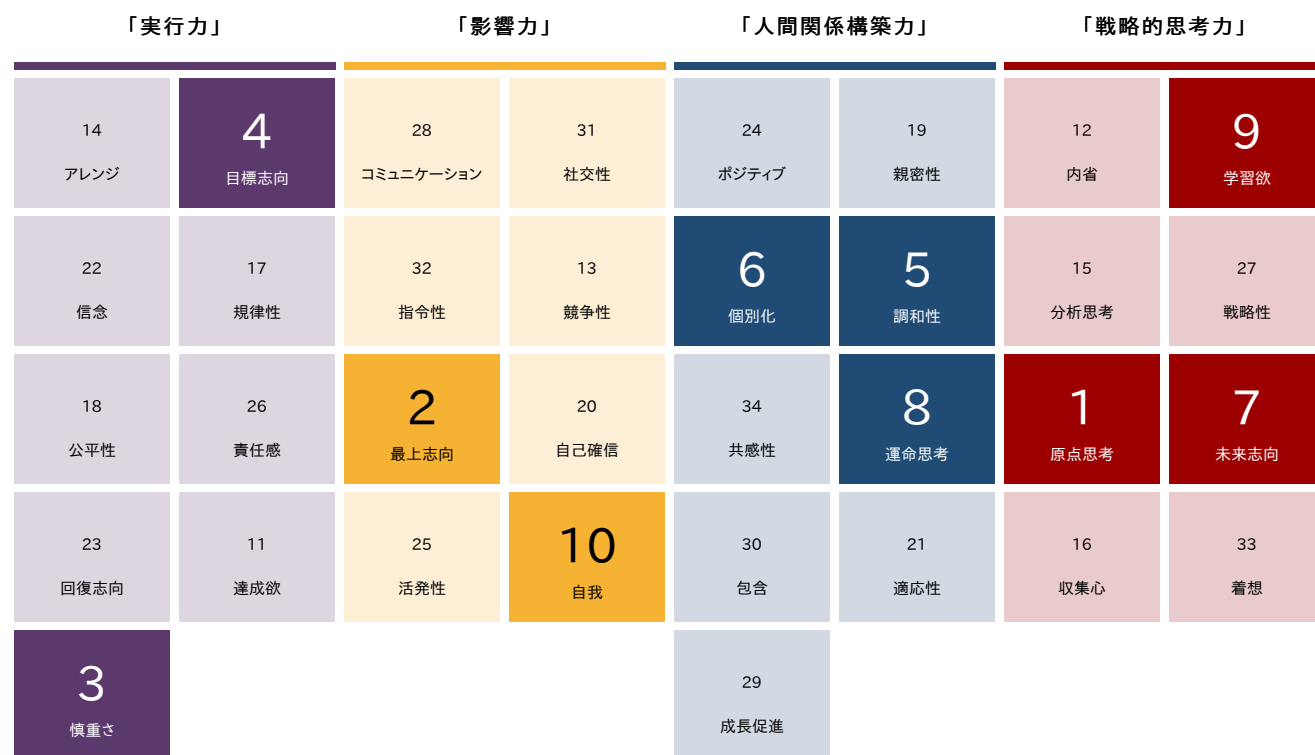 「実行力」 「影響力」 「人間関係構築力」 「戦略的思考力」
14 4 28 31 24 19 12 9
アレンジ 目標志向 コミュニケーション 社交性 ポジティブ 親密性 内省 学習欲
22 17 32 13 6 5 15 27
信念 規律性 指令性 競争性 個別化 調和性 分析思考 戦略性
18 26 2 20 34 8 1 7
公平性 責任感 最上志向 自己確信 共感性 運命思考 原点思考 未来志向
23 11 25 10 30 21 16 33
回復志向 達成欲 活発性 自我 包含 適応性 収集心 着想
3 29
慎重さ 成長促進